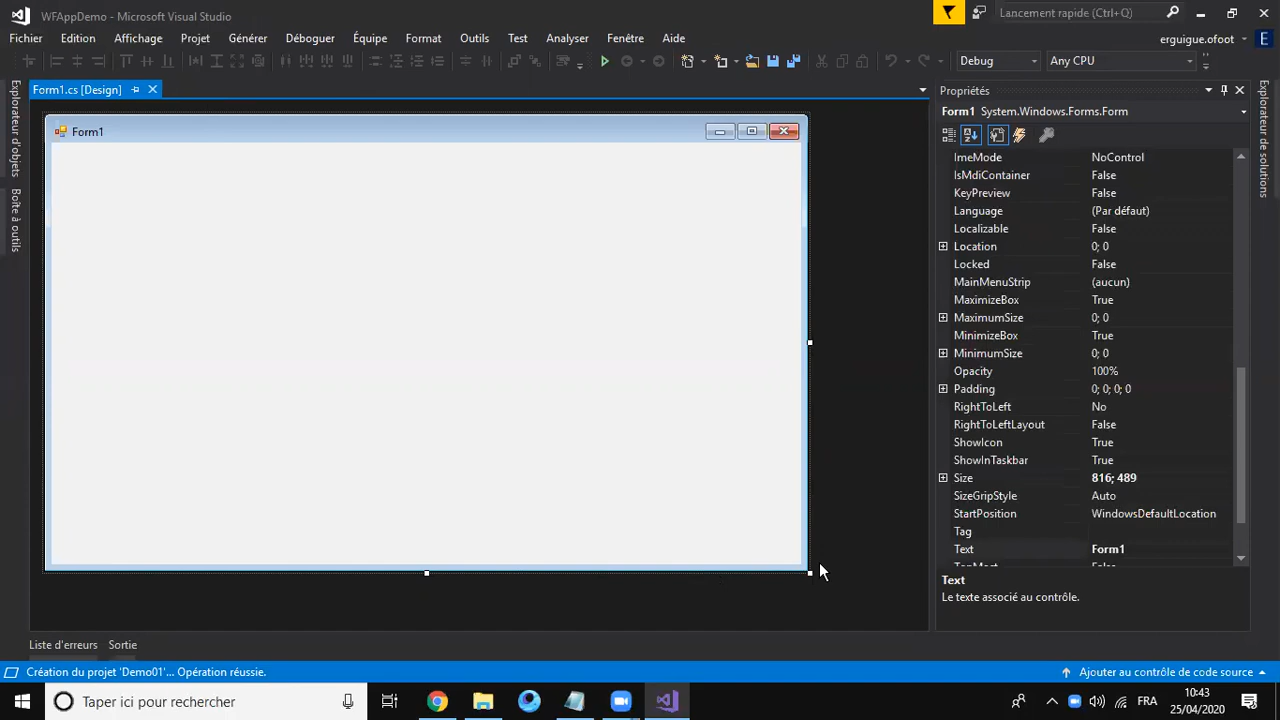 WFAppDemo - Microsoft Visual Studio
Lancement rapide (Ctrl+Q)
Fichier Edition Affichage Projet Générer Déboguer Équipe Format Outils Test Analyser Fenêtre Aide
erguigue.ofoot E
Debug Any CPU
Form1.cs [Design]
Propriétés
Form1 System.Windows.Forms.Form
Form1
Explorateur d'objets
Boîte à outils
Explorateur de solutions
ImeMode NoControl
IsMdiContainer False
KeyPreview False
Language (Par défaut)
Localizable False
Location 0; 0
Locked False
MainMenuStrip (aucun)
MaximizeBox True
MaximumSize 0; 0
MinimizeBox True
MinimumSize 0; 0
Opacity 100%
Padding 0; 0; 0; 0
RightToLeft No
RightToLeftLayout False
ShowIcon True
ShowInTaskbar True
Size 816; 489
SizeGripStyle Auto
StartPosition WindowsDefaultLocation
Tag
Text Form1
TopMost False
Text
Le texte associé au contrôle.
Liste d'erreurs Sortie
Création du projet 'Demo01'... Opération réussie.
Ajouter au contrôle de code source
Taper ici pour rechercher
FRA
10:43
25/04/2020